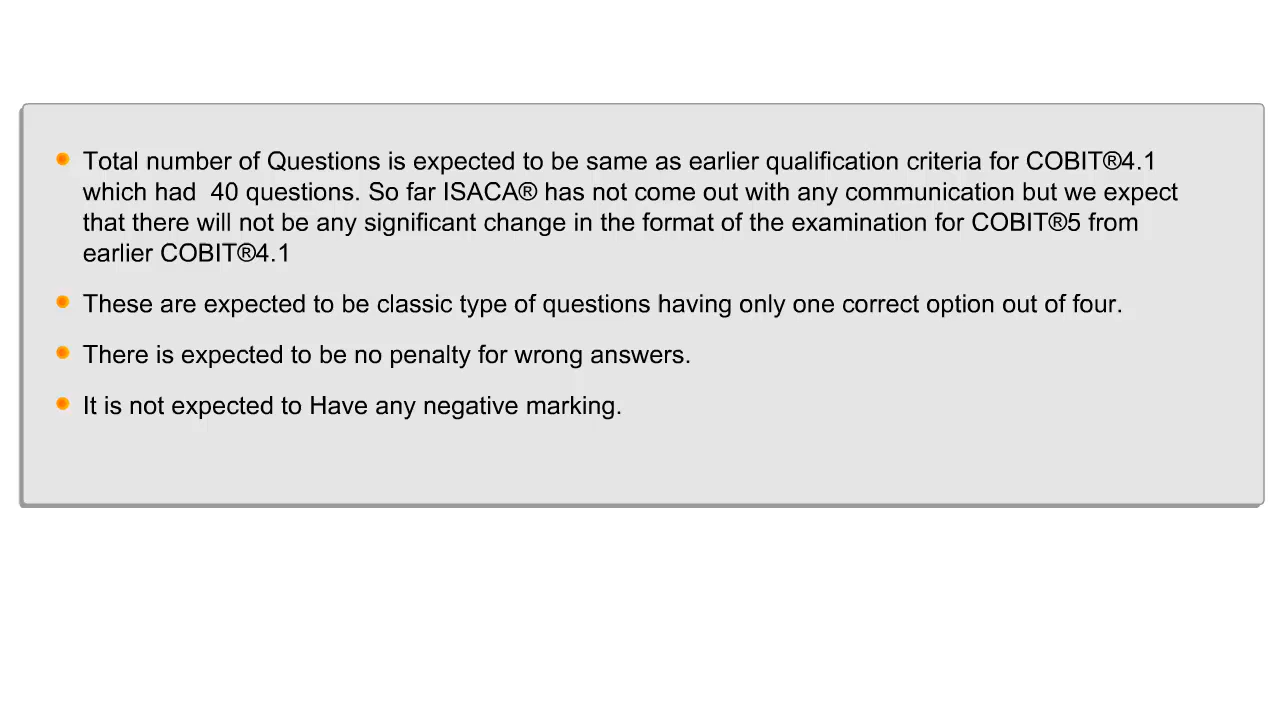 Total number of Questions is expected to be same as earlier qualification criteria for COBIT®4.1
which had  40 questions. So far ISACA® has not come out with any communication but we expect
that there will not be any significant change in the format of the examination for COBIT®5 from
earlier COBIT®4.1
These are expected to be classic type of questions having only one correct option out of four.
There is expected to be no penalty for wrong answers.
It is not expected to Have any negative marking.